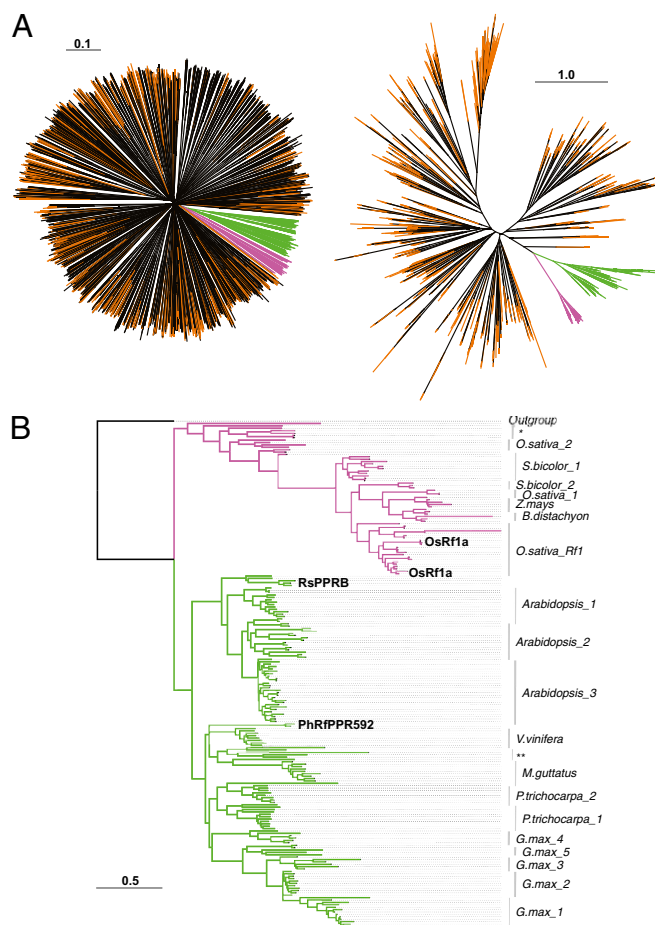 A
0.1
1.0
B
Outgroup
*
O.sativa_2
S.bicolor_1
S.bicolor_2
O.sativa_1
Z.mays
B.distachyon
OsRf1a
O.sativa_Rf1
OsRf1a
RsPPRB
Arabidopsis_1
Arabidopsis_2
Arabidopsis_3
PhRfPPR592
V.vinifera
**
M.guttatus
P.trichocarpa_2
P.trichocarpa_1
G.max_4
G.max_5
G.max_3
G.max_2
0.5
G.max_1